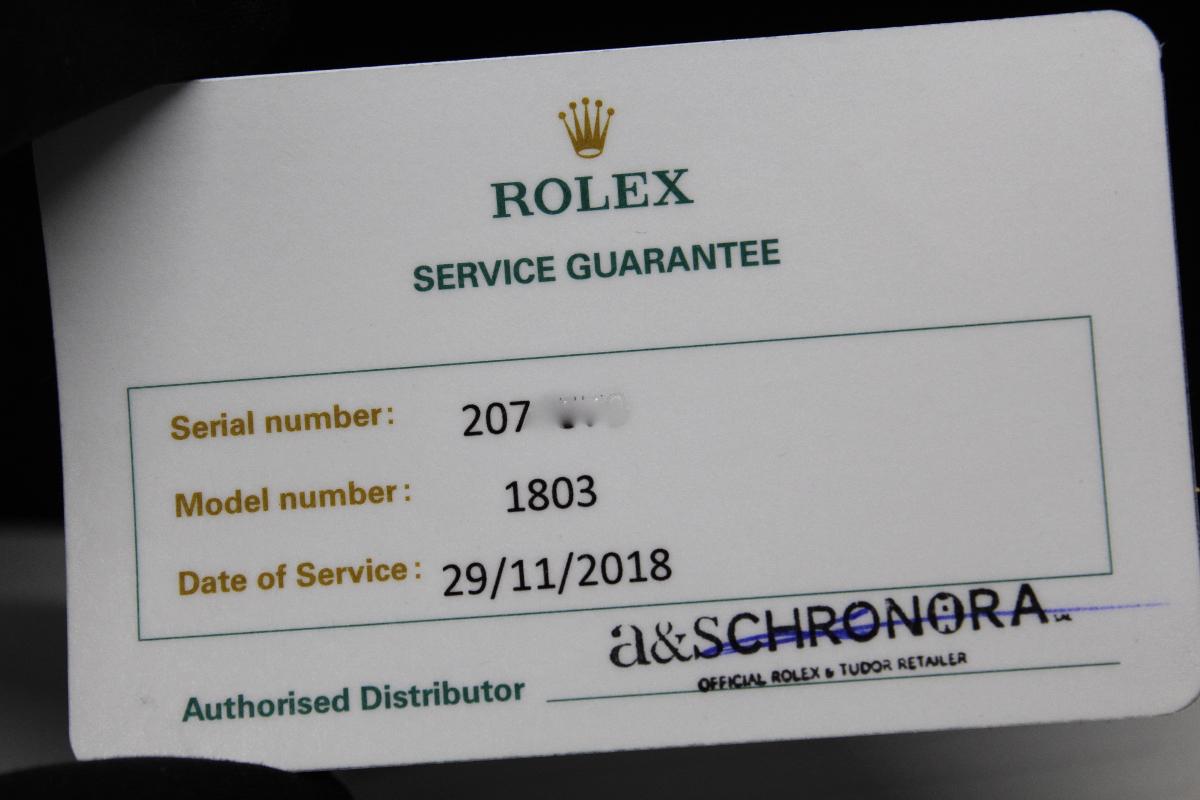 ROLEX
SERVICE GUARANTEE
Serial number: 207
Model number: 1803
Date of Service: 29/11/2018
a&SCHRONORA
OFFICIAL ROLEX & TUDOR RETAILER
Authorised Distributor